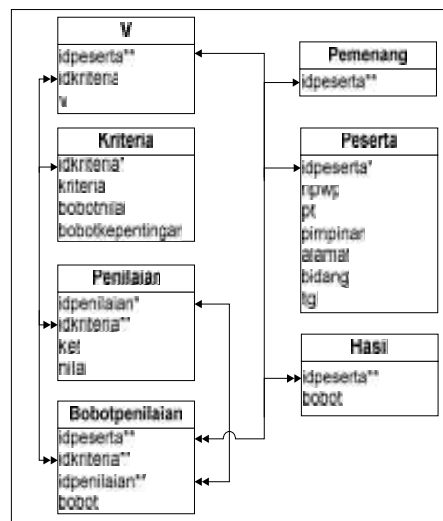 V
idpeserta**
idkriteria
v
Kriteria
idkriteria*
kriteria
bobotnilai
bobotkepentingan
Penilaian
idpenilaian*
idkriteria**
ket
nilai
Bobotpenilaian
idpeserta**
idkriteria**
idpenilaian**
bobot
Pemenang
idpeserta**
Peserta
idpeserta*
npwp
pt
pimpinan
alamat
bidang
tgl
Hasil
idpeserta**
bobot